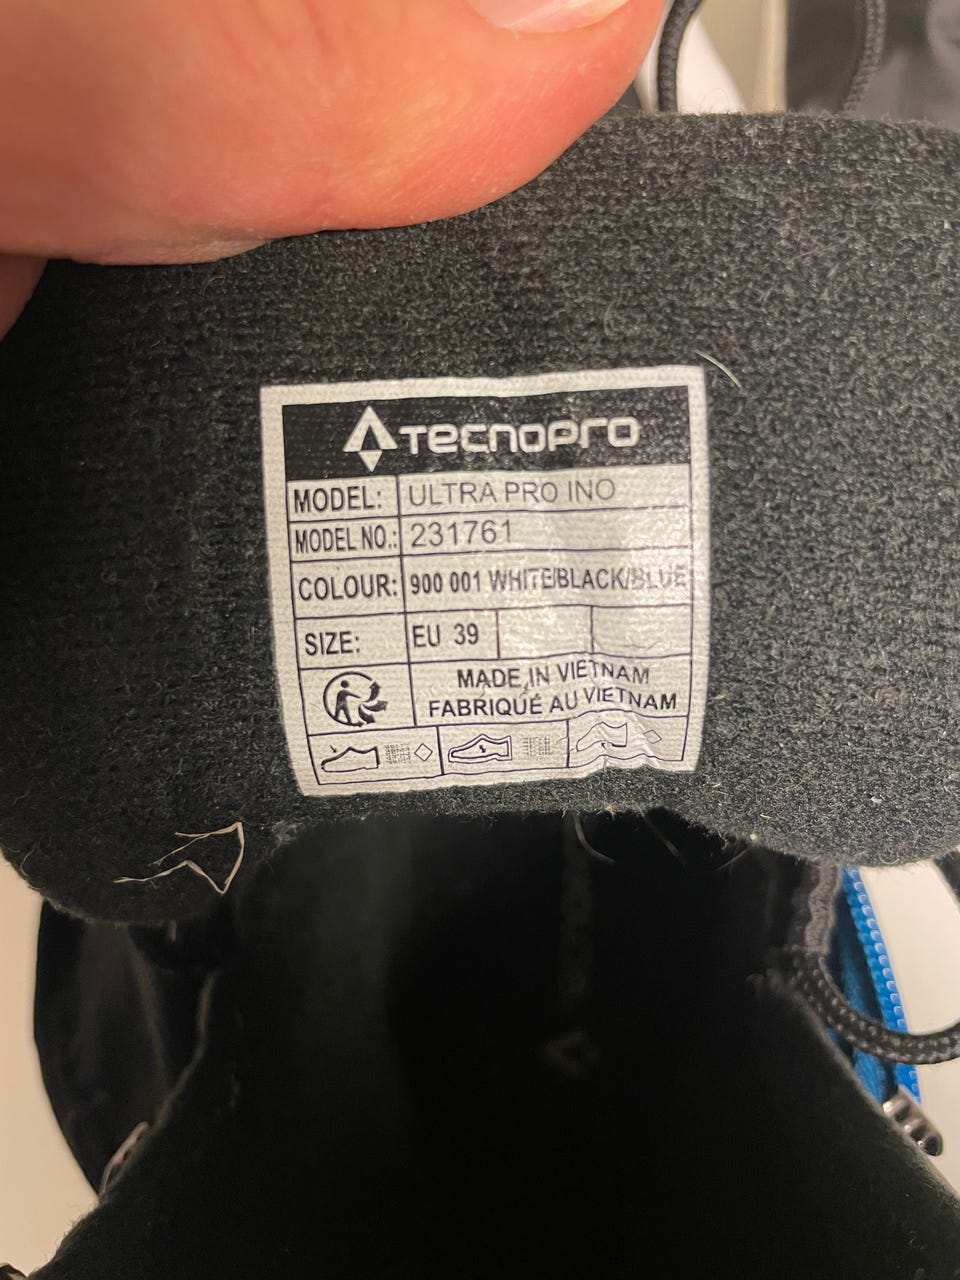 TECNOPRO
MODEL: ULTRA PRO INO
MODEL NO.: 231761
COLOUR: 900 001 WHITE/BLACK/BLUE
SIZE: EU 39
MADE IN VIETNAM
FABRIQUÉ AU VIETNAM